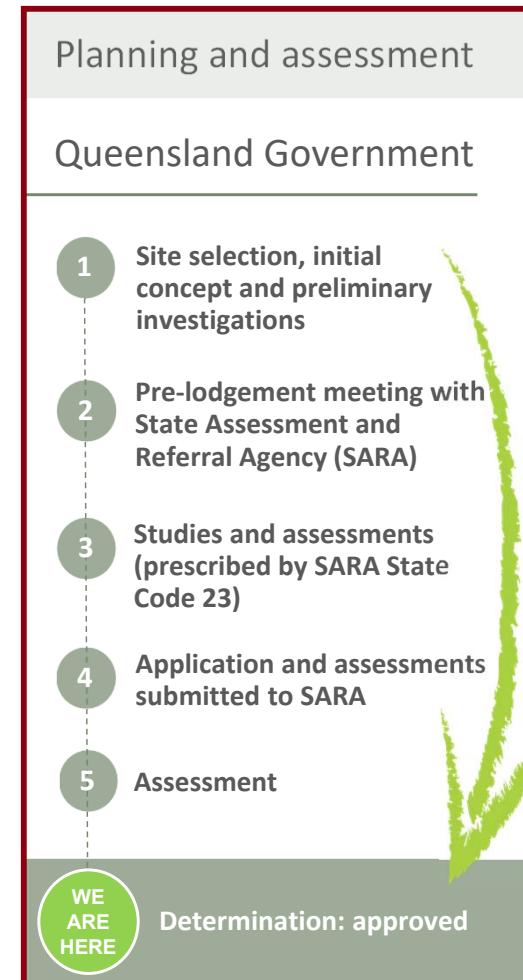 Planning and assessment
Queensland Government
1
Site selection, initial
concept and preliminary
investigations
2
Pre-lodgement meeting with
State Assessment and
Referral Agency (SARA)
3
Studies and assessments
(prescribed by SARA State
Code 23)
4
Application and assessments
submitted to SARA
5
Assessment
WE
ARE
HERE
Determination: approved